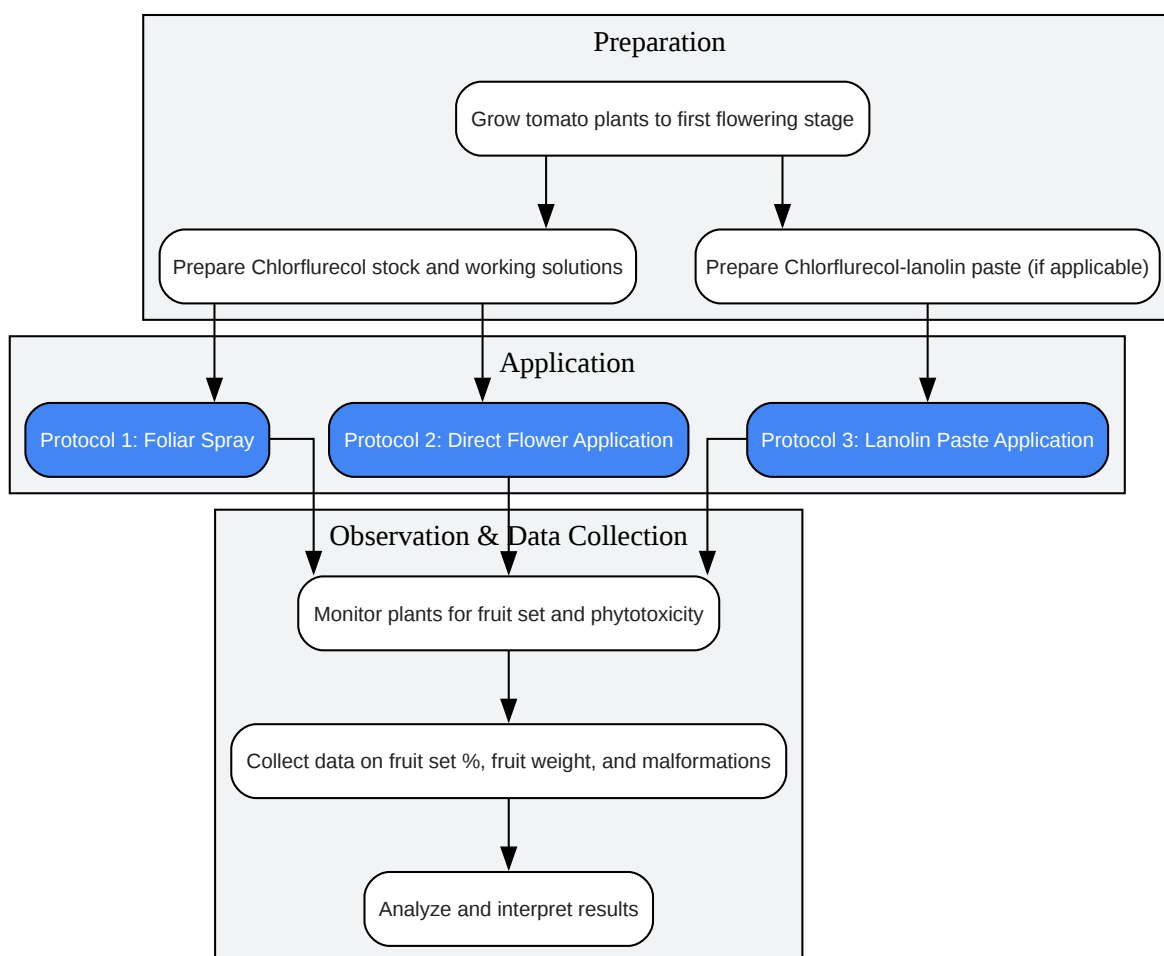 Preparation
Grow tomato plants to first flowering stage
Prepare Chlorflurecol stock and working solutions
Prepare Chlorflurecol-lanolin paste (if applicable)
Application
Protocol 1: Foliar Spray
Protocol 2: Direct Flower Application
Protocol 3: Lanolin Paste Application
Observation & Data Collection
Monitor plants for fruit set and phytotoxicity
Collect data on fruit set %, fruit weight, and malformations
Analyze and interpret results